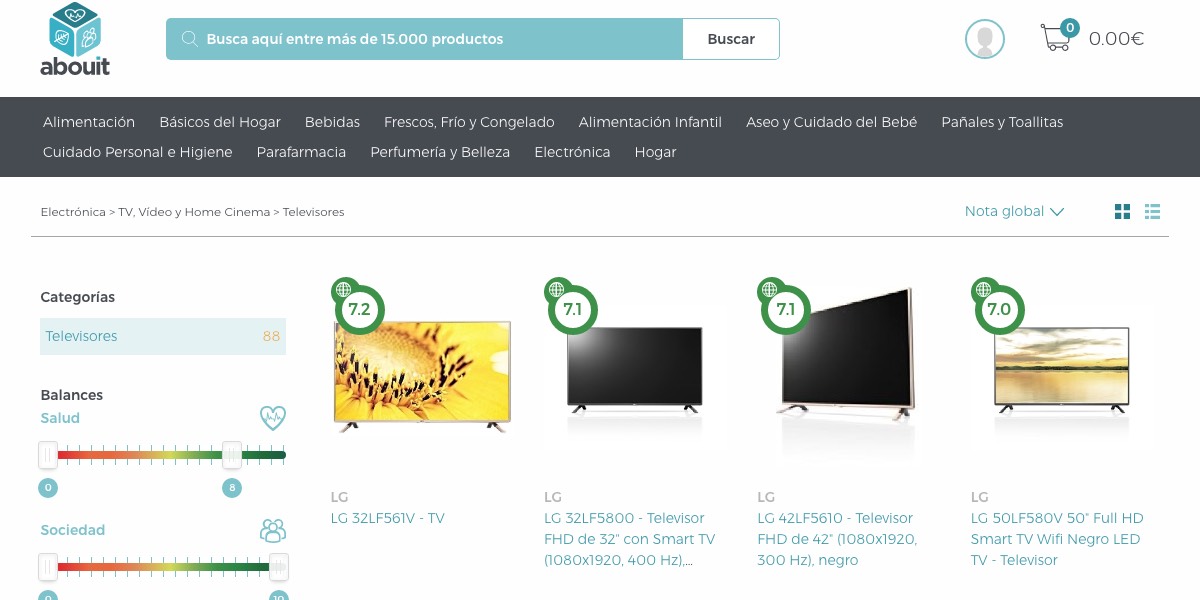 abouit
Busca aquí entre más de 15.000 productos
Buscar
0
0.00€
Alimentación Básicos del Hogar Bebidas Frescos, Frío y Congelado Alimentación Infantil Aseo y Cuidado del Bebé Pañales y Toallitas
Cuidado Personal e Higiene Parafarmacia Perfumería y Belleza Electrónica Hogar
Electrónica > TV, Vídeo y Home Cinema > Televisores
Nota global
Categorías
Televisores 88
Balances
Salud
0 8
Sociedad
0 10
7.2
LG
LG 32LF561V - TV
7.1
LG
LG 32LF5800 - Televisor
FHD de 32" con Smart TV
(1080x1920, 400 Hz),...
7.1
LG
LG 42LF5610 - Televisor
FHD de 42" (1080x1920,
300 Hz), negro
7.0
LG
LG 50LF580V 50" Full HD
Smart TV Wifi Negro LED
TV - Televisor